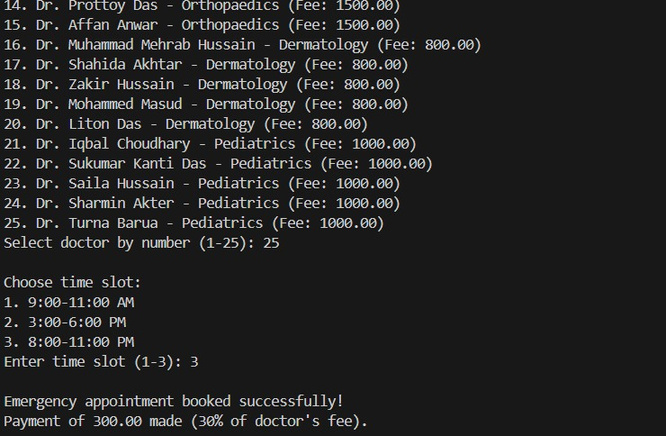 14. Dr. Prottoy Das - Orthopaedics (Fee: 1500.00)
15. Dr. Affan Anwar - Orthopaedics (Fee: 1500.00)
16. Dr. Muhammad Mehrab Hussain - Dermatology (Fee: 800.00)
17. Dr. Shahida Akhtar - Dermatology (Fee: 800.00)
18. Dr. Zakir Hussain - Dermatology (Fee: 800.00)
19. Dr. Mohammed Masud - Dermatology (Fee: 800.00)
20. Dr. Liton Das - Dermatology (Fee: 800.00)
21. Dr. Iqbal Choudhary - Pediatrics (Fee: 1000.00)
22. Dr. Sukumar Kanti Das - Pediatrics (Fee: 1000.00)
23. Dr. Saila Hussain - Pediatrics (Fee: 1000.00)
24. Dr. Sharmin Akter - Pediatrics (Fee: 1000.00)
25. Dr. Turna Barua - Pediatrics (Fee: 1000.00)
Select doctor by number (1-25): 25
Choose time slot:
1. 9:00-11:00 AM
2. 3:00-6:00 PM
3. 8:00-11:00 PM
Enter time slot (1-3): 3
Emergency appointment booked successfully!
Payment of 300.00 made (30% of doctor's fee).